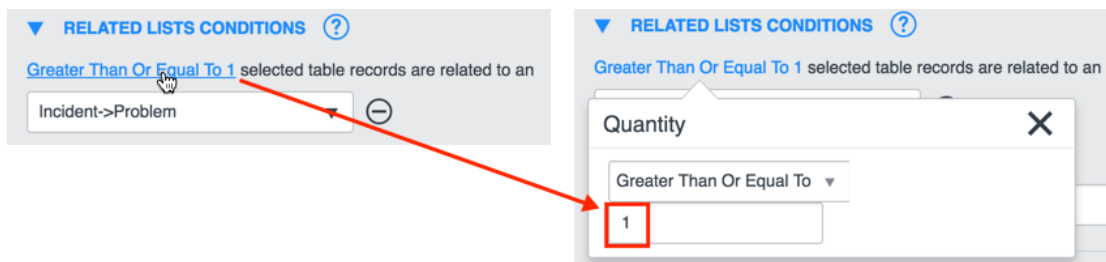 ▼ RELATED LISTS CONDITIONS ?
Greater Than Or Equal To 1 selected table records are related to an
Incident->Problem
▼ RELATED LISTS CONDITIONS ?
Greater Than Or Equal To 1 selected table records are related to an
Quantity
Greater Than Or Equal To
1